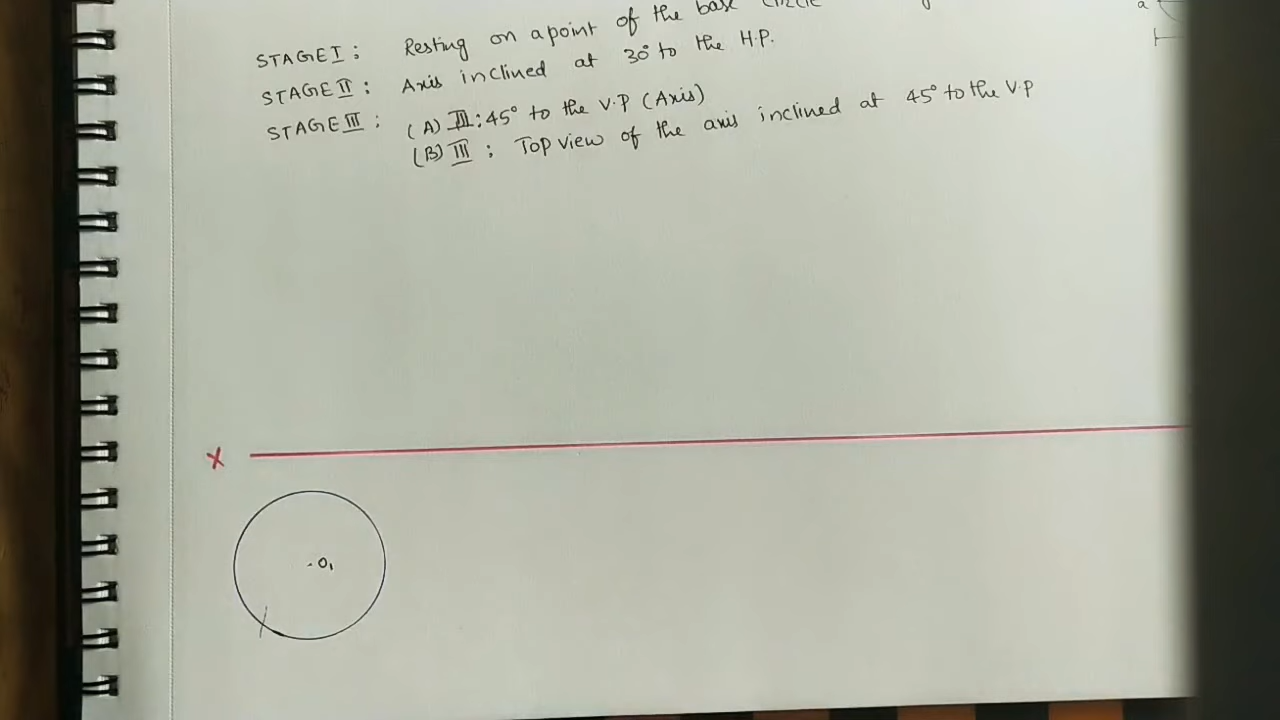 STAGE I : Resting on a point of the base circle
STAGE II : Axis inclined at 30° to the H.P.
STAGE III : (A) III : 45° to the V.P (Axis)
(B) III : Top view of the axis inclined at 45° to the V.P
a
X
O₁